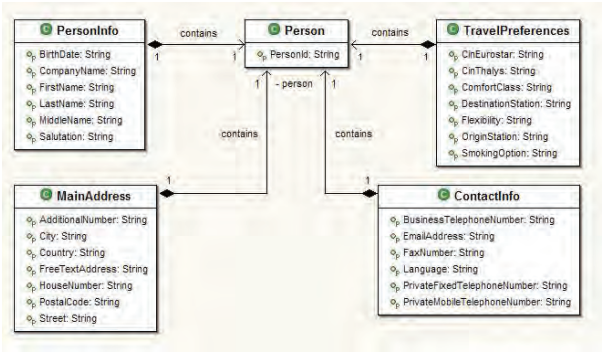 PersonInfo
BirthDate: String
CompanyName: String
FirstName: String
LastName: String
MiddleName: String
Salutation: String
contains
1
1
Person
PersonId: String
contains
1
1
TravelPreferences
CinEurostar: String
CinThalys: String
ComfortClass: String
DestinationStation: String
Flexibility: String
OriginStation: String
SmokingOption: String
1
- person
1
contains
contains
1
1
MainAddress
AdditionalNumber: String
City: String
Country: String
FreeTextAddress: String
HouseNumber: String
PostalCode: String
Street: String
ContactInfo
BusinessTelephoneNumber: String
EmailAddress: String
FaxNumber: String
Language: String
PrivateFixedTelephoneNumber: String
PrivateMobileTelephoneNumber: String